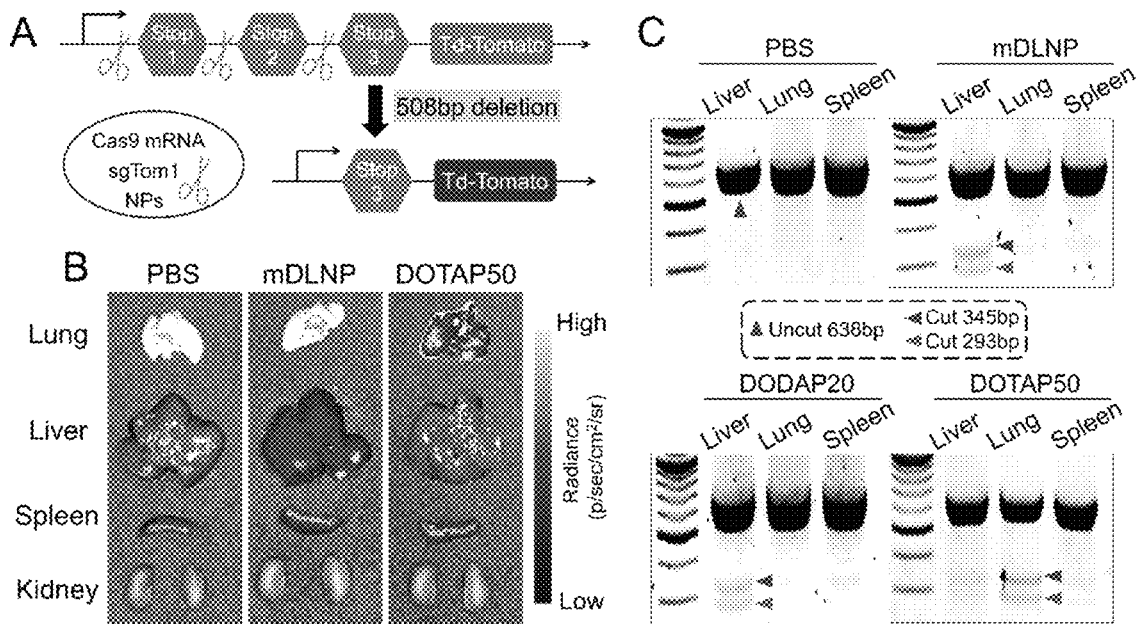 A
Stop
1
Stop
2
Stop
3
Td-Tomato
508bp deletion
Cas9 mRNA
sgTom1
NPs
Stop
Td-Tomato
B
PBS
mDLNP
DOTAP50
Lung
Liver
Spleen
Kidney
High
Radiance
(p/sec/cm²/sr)
Low
C
PBS
mDLNP
Liver
Lung
Spleen
Liver
Lung
Spleen
Uncut 638bp
Cut 345bp
Cut 293bp
DODAP20
DOTAP50
Liver
Lung
Spleen
Liver
Lung
Spleen